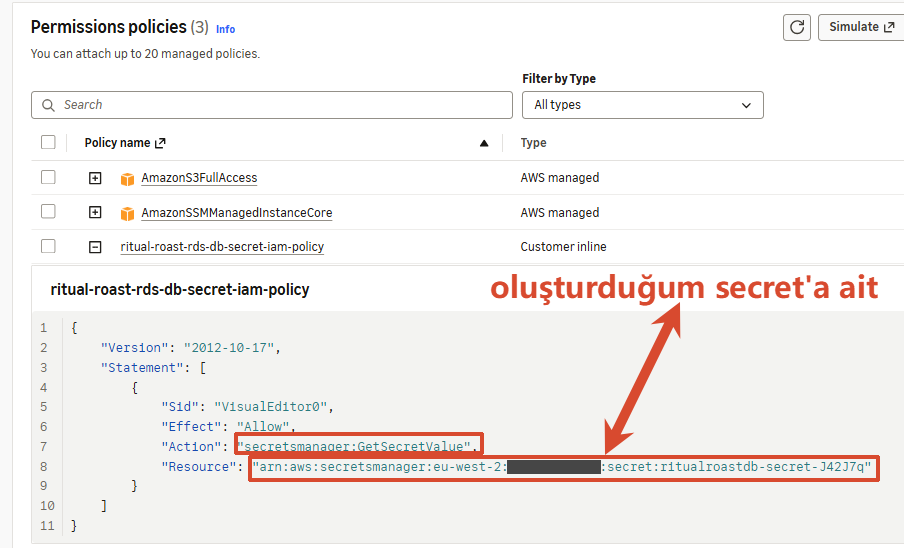 Permissions policies (3) Info
Simulate
You can attach up to 20 managed policies.
Filter by Type
Search
All types
Policy name
Type
AmazonS3FullAccess
AWS managed
AmazonSSMManagedInstanceCore
AWS managed
ritual-roast-rds-db-secret-iam-policy
Customer inline
ritual-roast-rds-db-secret-iam-policy
oluşturduğum secret'a ait
1 {
2 "Version": "2012-10-17",
3 "Statement": [
4 {
5 "Sid": "VisualEditor0",
6 "Effect": "Allow",
7 "Action": "secretsmanager:GetSecretValue",
8 "Resource": "arn:aws:secretsmanager:eu-west-2: :secret:ritualroastdb-secret-J42J7q"
9 }
10 ]
11 }